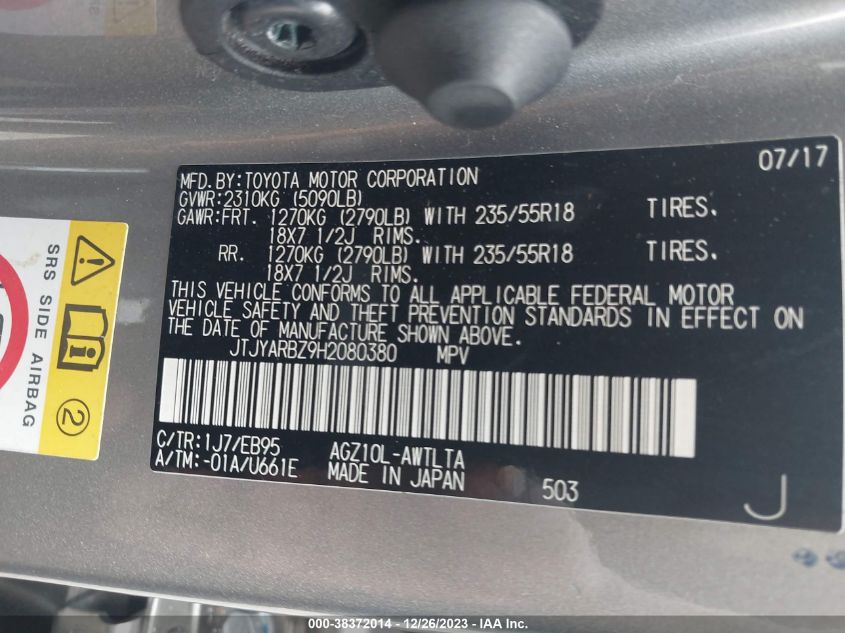 07/17
MFD.BY:TOYOTA MOTOR CORPORATION
GVWR:2310KG (5090LB)
GAWR:FRT. 1270KG (2790LB) WITH 235/55R18 TIRES.
18X7 1/2J RIMS.
RR. 1270KG (2790LB) WITH 235/55R18 TIRES.
18X7 1/2J RIMS.
THIS VEHICLE CONFORMS TO ALL APPLICABLE FEDERAL MOTOR
VEHICLE SAFETY AND THEFT PREVENTION STANDARDS IN EFFECT ON
THE DATE OF MANUFACTURE SHOWN ABOVE.
JTJYARBZ9H2080380 MPV
C/TR:1J7/EB95 AGZ10L-AWTLTA
A/TM:-01A/U661E MADE IN JAPAN 503
J
SRS SIDE AIRBAG
2
000-38372014 - 12/26/2023 - IAA Inc.